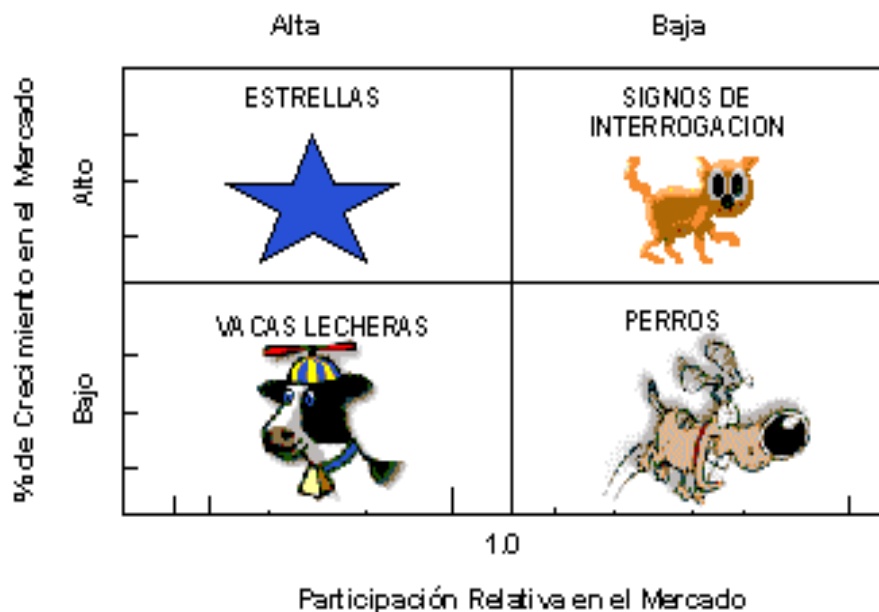 Alta
Baja
ESTRELLAS
SIGNOS DE
INTERROGACION
VACAS LECHERAS
PERROS
% de Crecimiento en el Mercado
Alto
Bajo
1.0
Participación Relativa en el Mercado